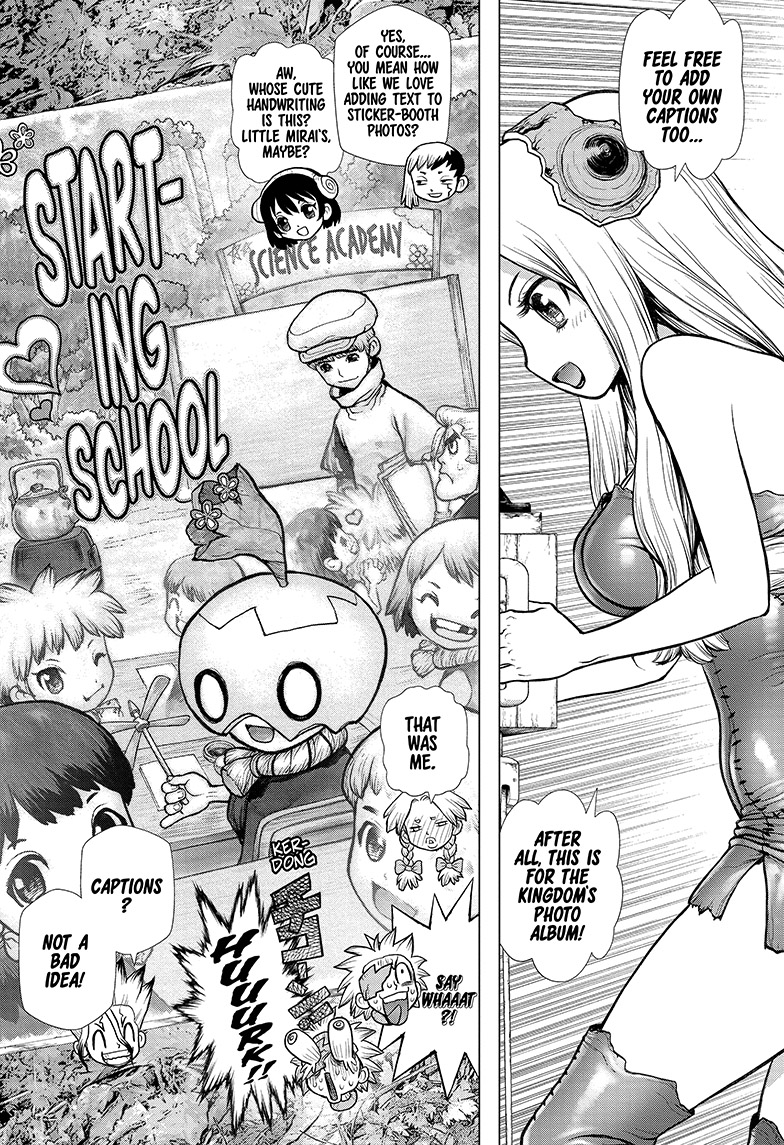 FEEL FREE
TO ADD
YOUR OWN
CAPTIONS
TOO...
AFTER
ALL, THIS IS
FOR THE
KINGDOM'S
PHOTO
ALBUM!
YES,
OF COURSE...
YOU MEAN HOW
LIKE WE LOVE
ADDING TEXT TO
STICKER-BOOTH
PHOTOS?
AW,
WHOSE CUTE
HANDWRITING
IS THIS?
LITTLE MIRAI'S,
MAYBE?
SCIENCE ACADEMY
START-
ING
SCHOOL
THAT
WAS
ME.
KER-
DONG
SAY
WHAAAT
?!
HUUURK!!
CAPTIONS
?
NOT A
BAD
IDEA!